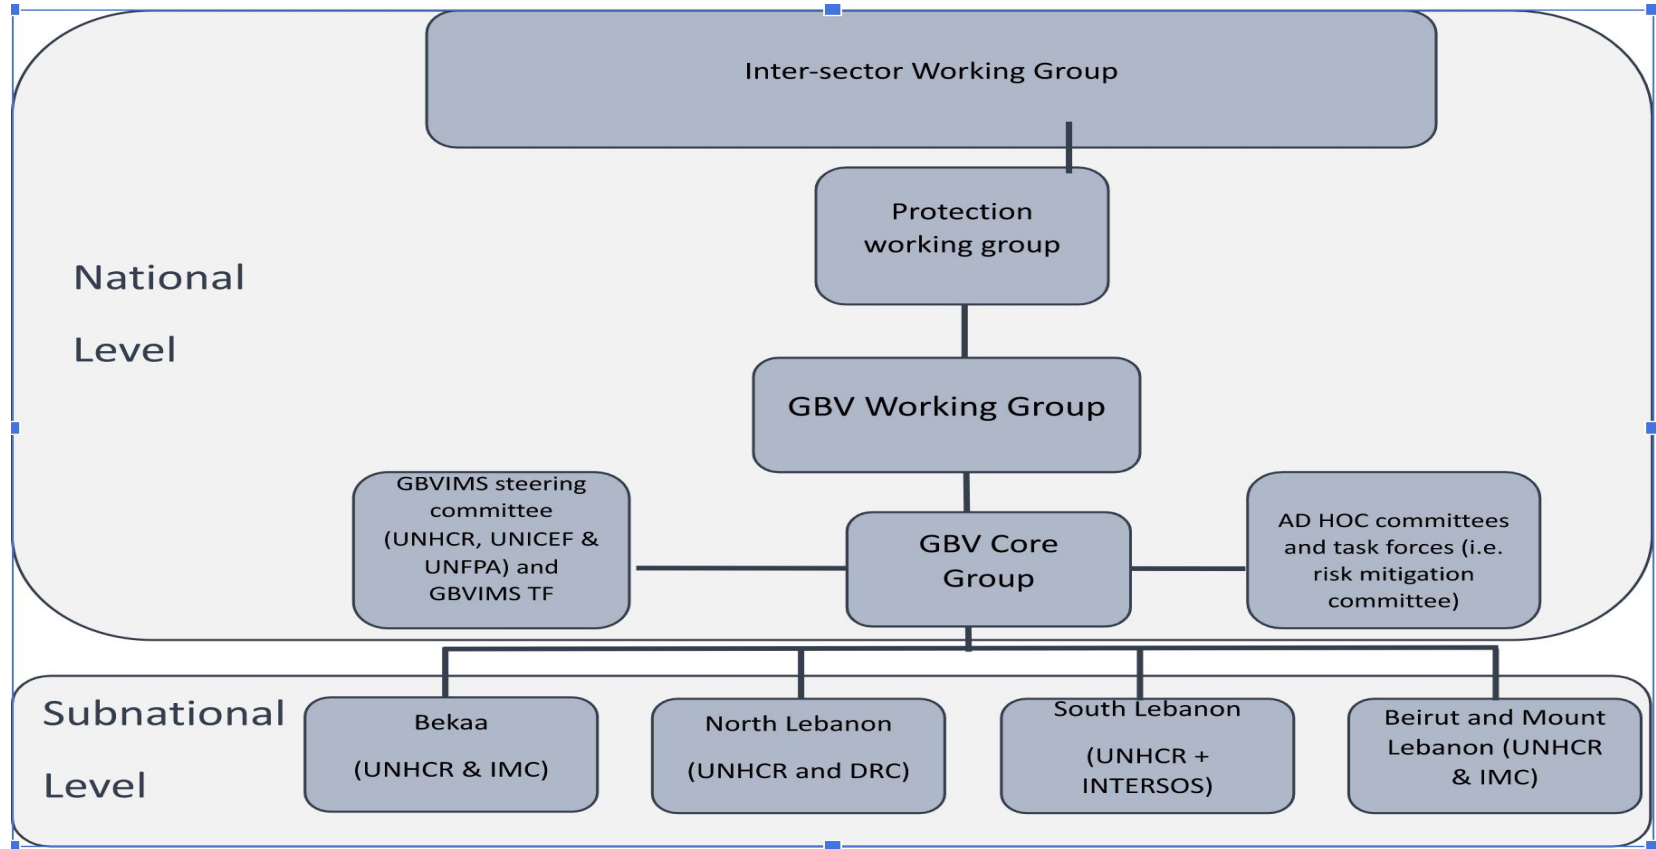 Inter-sector Working Group
Protection
working group
National
Level
GBV Working Group
GBVIMS steering
committee
(UNHCR, UNICEF &
UNFPA) and
GBVIMS TF
GBV Core
Group
AD HOC committees
and task forces (i.e.
risk mitigation
committee)
Subnational
Level
Bekaa
(UNHCR & IMC)
North Lebanon
(UNHCR and DRC)
South Lebanon
(UNHCR +
INTERSOS)
Beirut and Mount
Lebanon (UNHCR
& IMC)